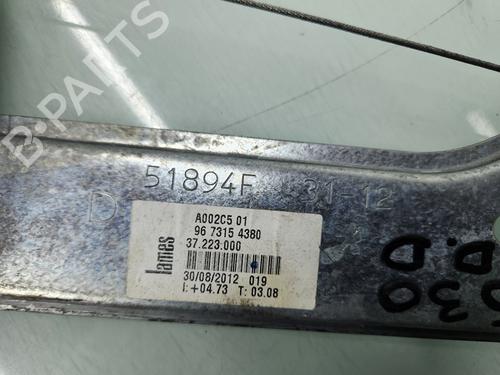 B-PARTS
51894F 331-12
D
A002C5 01
96 7315 4380
37.223.000
lames
30/08/2012 019
I: +04.73 T: 03.08